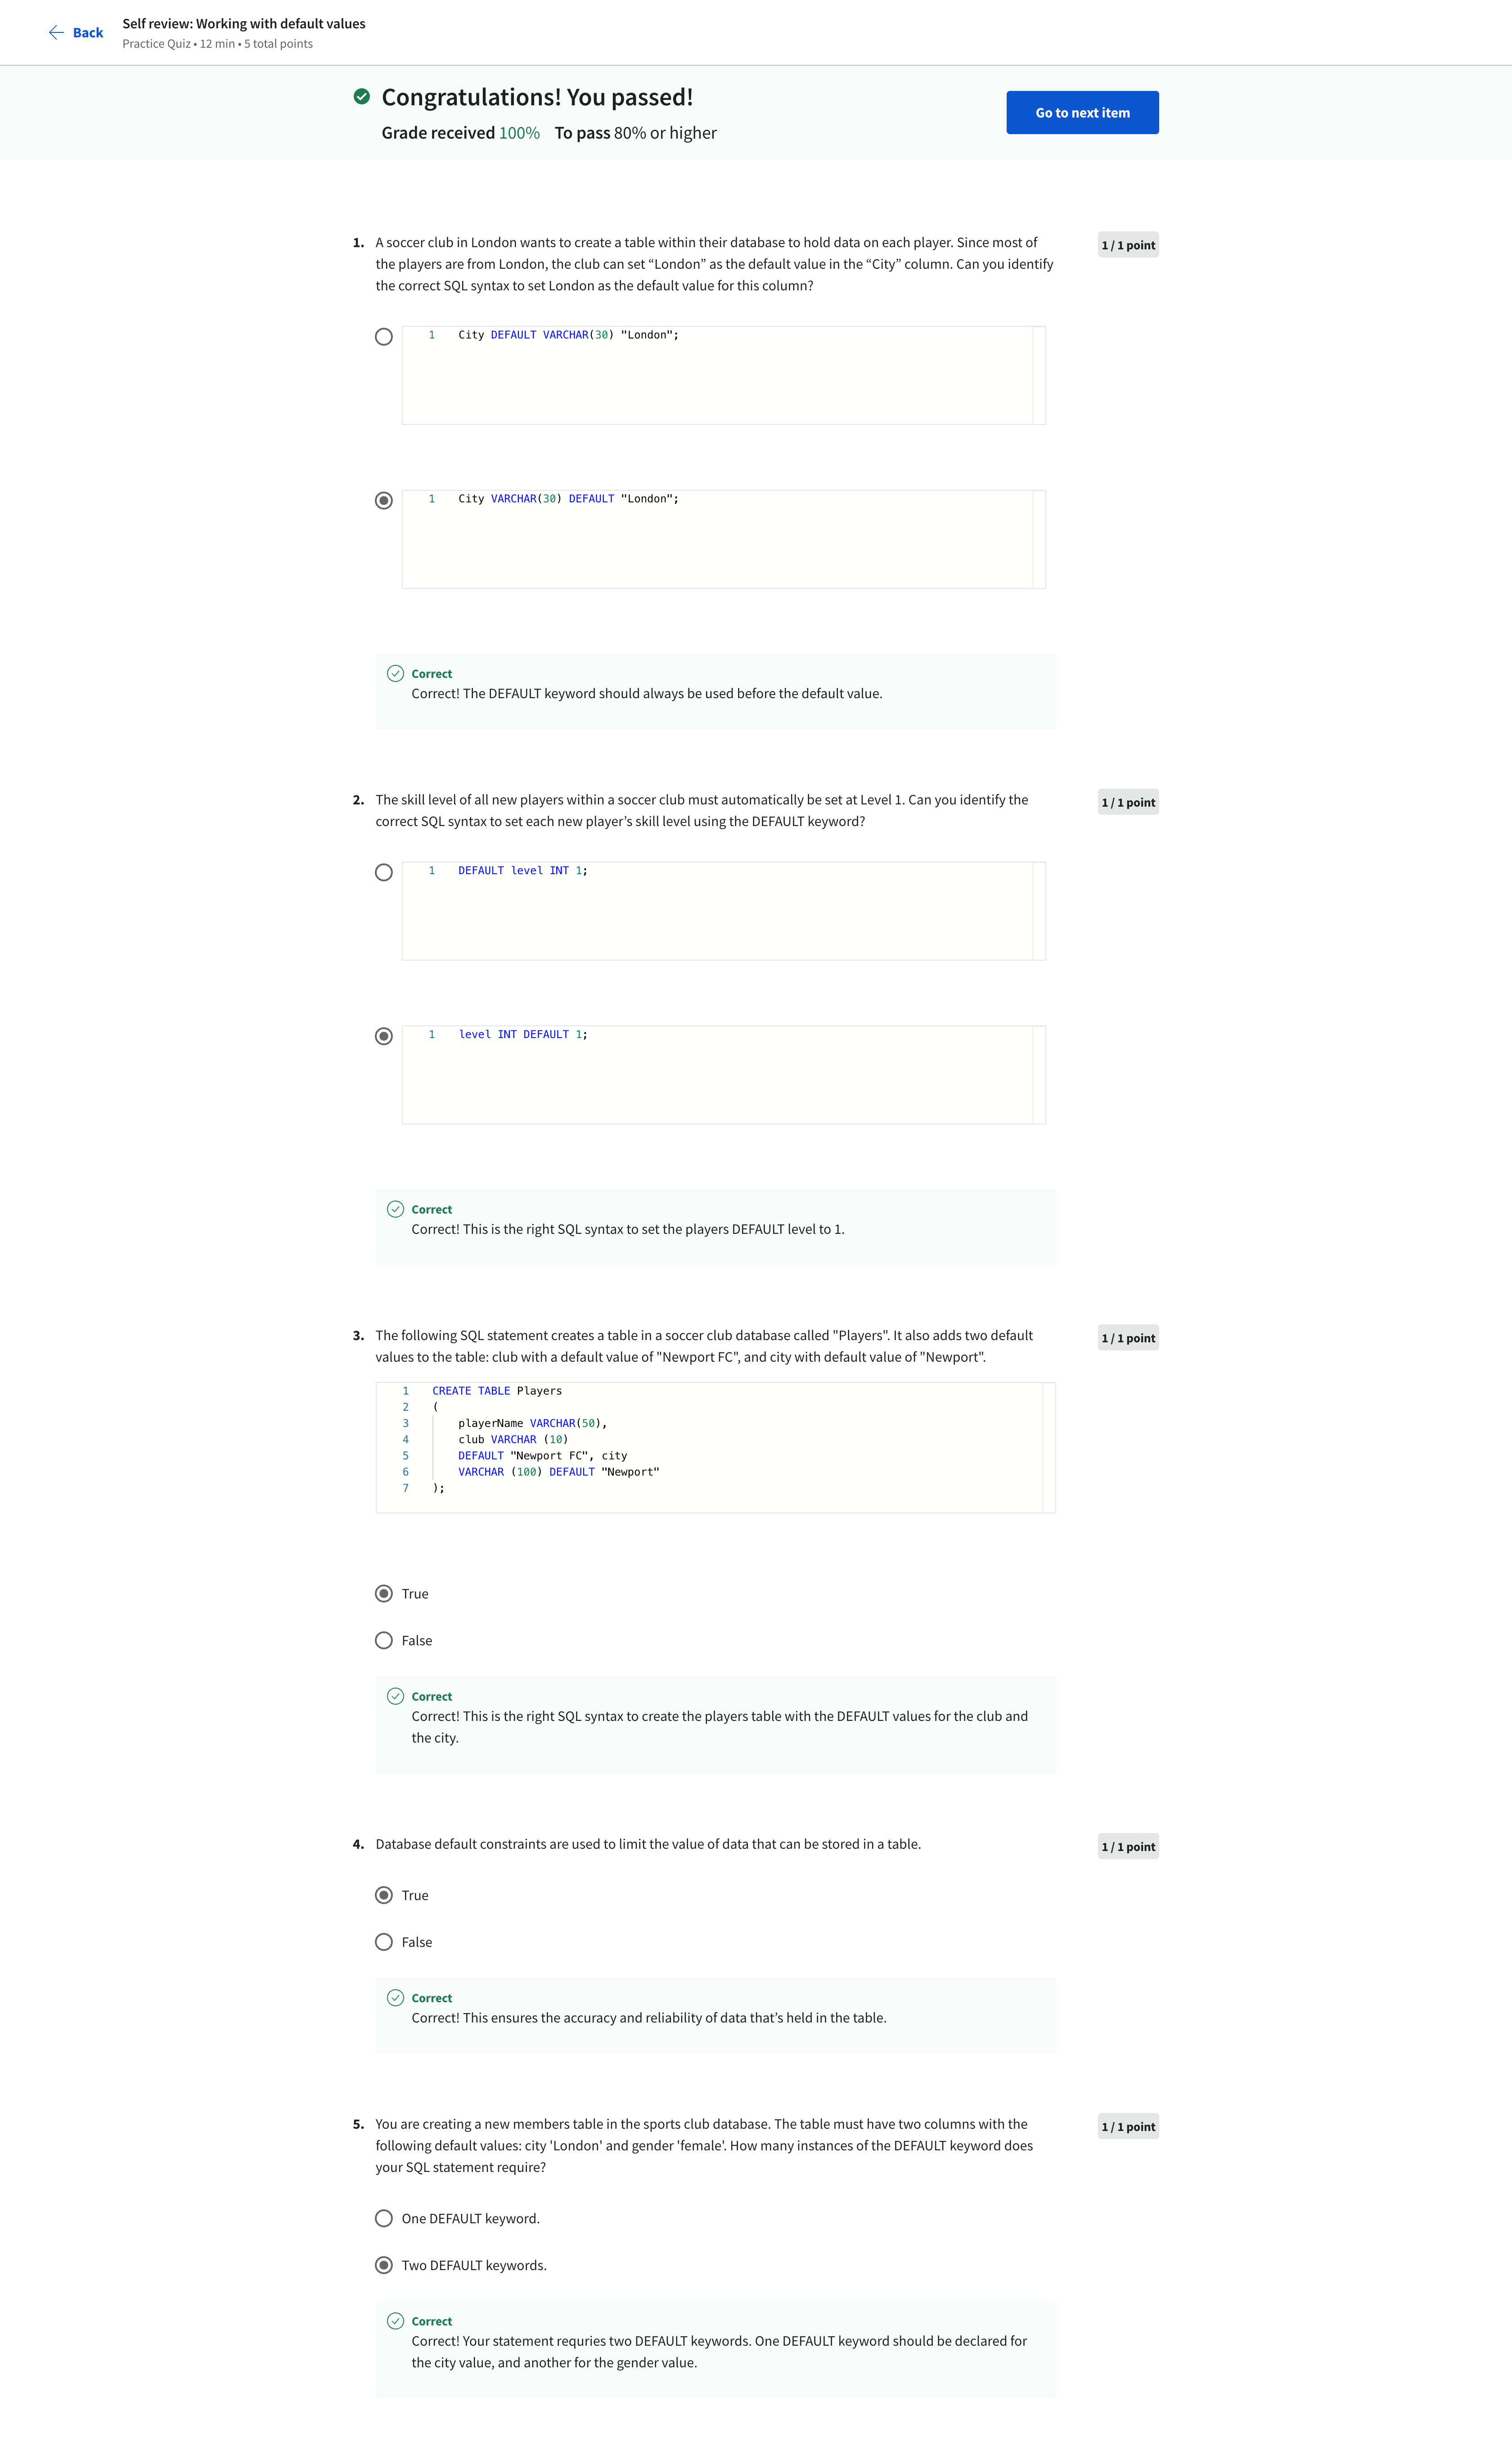 Back
Self review: Working with default values
Practice Quiz • 12 min • 5 total points
Congratulations! You passed!
Grade received 100% To pass 80% or higher
Go to next item
1. A soccer club in London wants to create a table within their database to hold data on each player. Since most of
the players are from London, the club can set “London” as the default value in the “City” column. Can you identify
the correct SQL syntax to set London as the default value for this column?
1 / 1 point
1 City DEFAULT VARCHAR(30) "London";
1 City VARCHAR(30) DEFAULT "London";
Correct
Correct! The DEFAULT keyword should always be used before the default value.
2. The skill level of all new players within a soccer club must automatically be set at Level 1. Can you identify the
correct SQL syntax to set each new player’s skill level using the DEFAULT keyword?
1 / 1 point
1 DEFAULT level INT 1;
1 level INT DEFAULT 1;
Correct
Correct! This is the right SQL syntax to set the players DEFAULT level to 1.
3. The following SQL statement creates a table in a soccer club database called "Players". It also adds two default
values to the table: club with a default value of "Newport FC", and city with default value of "Newport".
1 / 1 point
1 CREATE TABLE Players
2 (
3 playerName VARCHAR(50),
4 club VARCHAR (10)
5 DEFAULT "Newport FC", city
6 VARCHAR (100) DEFAULT "Newport"
7 );
True
False
Correct
Correct! This is the right SQL syntax to create the players table with the DEFAULT values for the club and
the city.
4. Database default constraints are used to limit the value of data that can be stored in a table.
1 / 1 point
True
False
Correct
Correct! This ensures the accuracy and reliability of data that’s held in the table.
5. You are creating a new members table in the sports club database. The table must have two columns with the
following default values: city 'London' and gender 'female'. How many instances of the DEFAULT keyword does
your SQL statement require?
1 / 1 point
One DEFAULT keyword.
Two DEFAULT keywords.
Correct
Correct! Your statement requries two DEFAULT keywords. One DEFAULT keyword should be declared for
the city value, and another for the gender value.